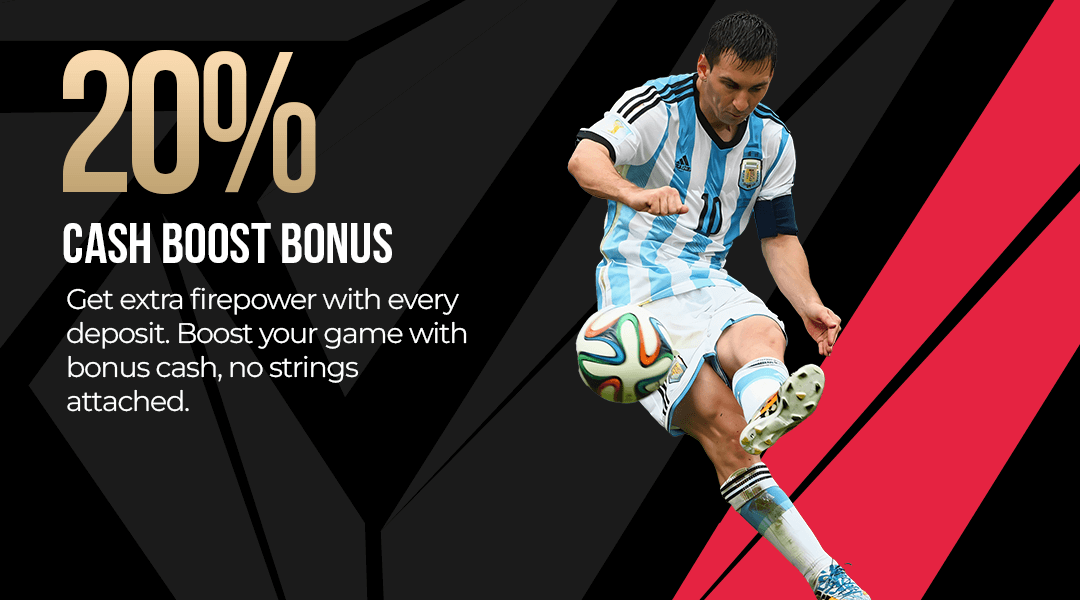 20%
CASH BOOST BONUS
Get extra firepower with every
deposit. Boost your game with
bonus cash, no strings
attached.
10